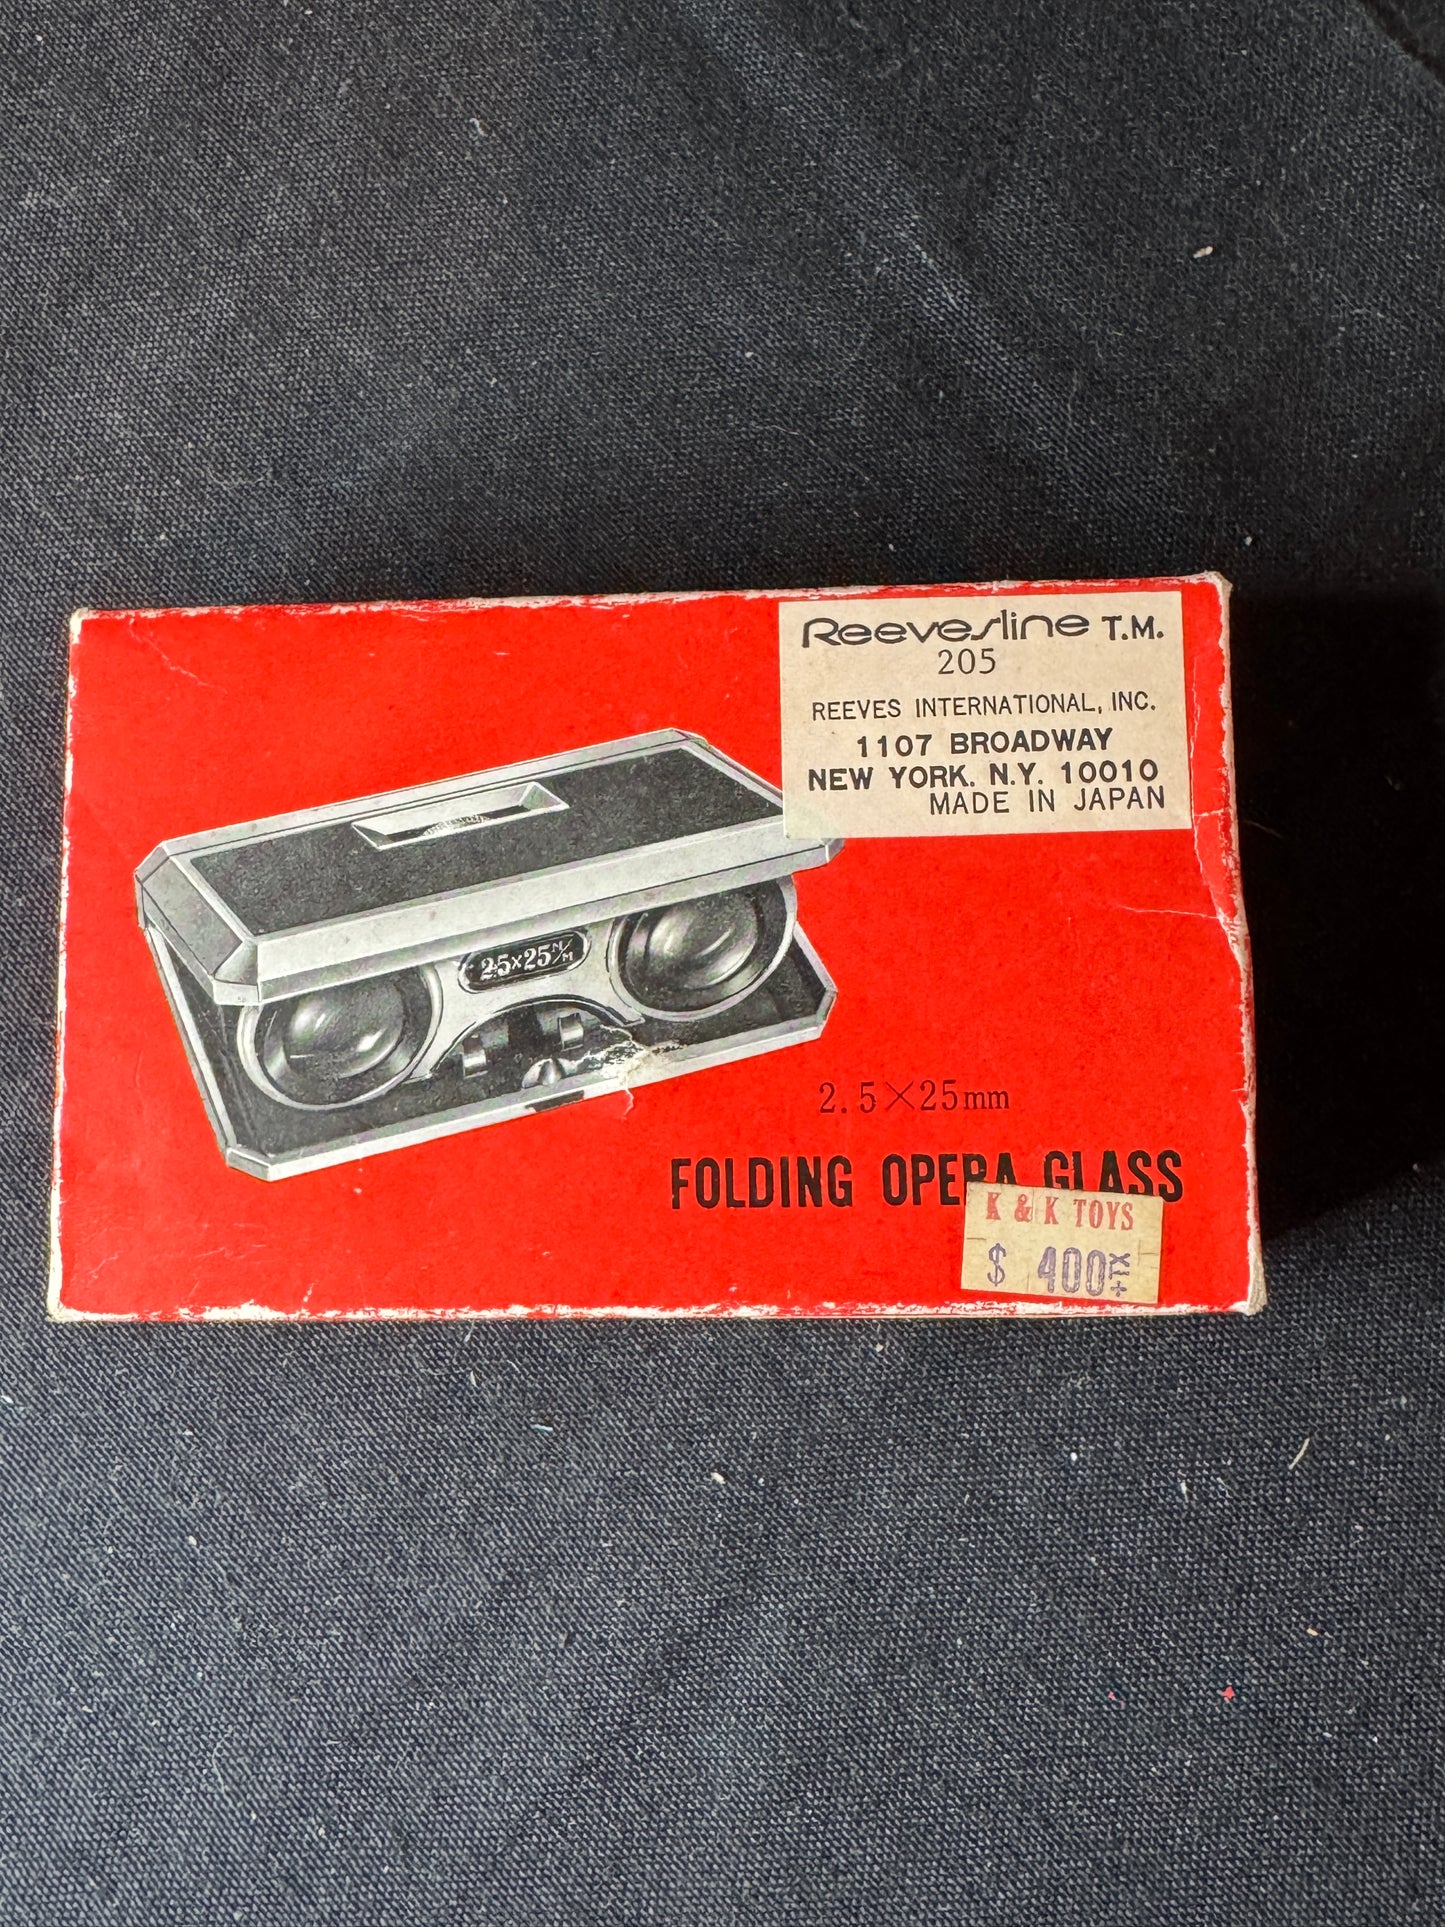 Reevesline T.M.
205
REEVES INTERNATIONAL, INC.
1107 BROADWAY
NEW YORK. N.Y. 10010
MADE IN JAPAN
2.5×25 M/M
2.5×25mm
FOLDING OPERA GLASS
K & K TOYS
$ 400 +TX